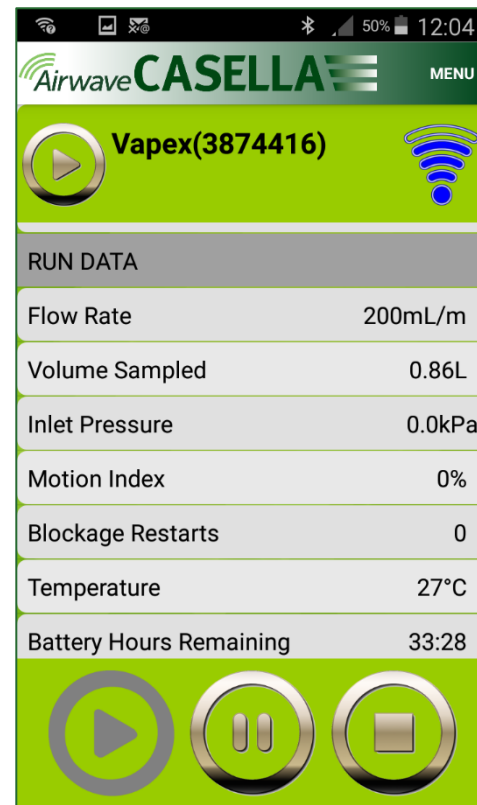 50% 12:04
Airwave CASELLA MENU
Vapex(3874416)
RUN DATA
Flow Rate 200mL/m
Volume Sampled 0.86L
Inlet Pressure 0.0kPa
Motion Index 0%
Blockage Restarts 0
Temperature 27°C
Battery Hours Remaining 33:28